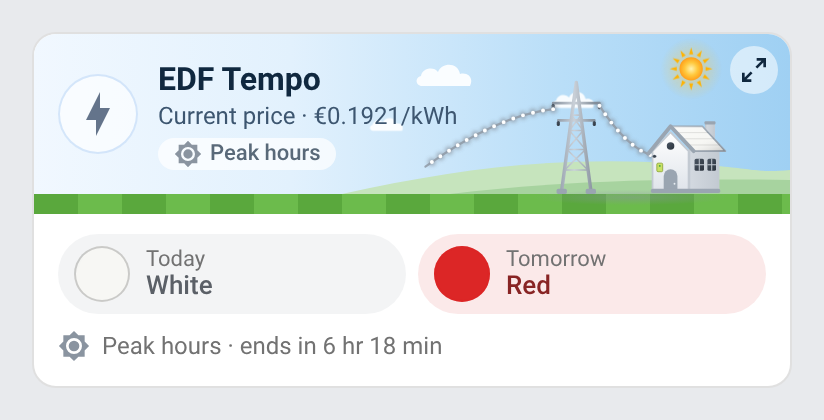 EDF Tempo
Current price · €0.1921/kWh
Peak hours
Today
White
Tomorrow
Red
Peak hours · ends in 6 hr 18 min